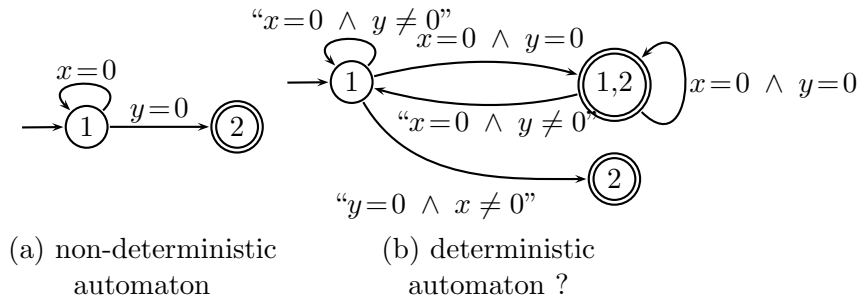 “x=0 ∧ y≠0”
x=0 ∧ y=0
x=0
1
1,2
x=0 ∧ y=0
y=0
1
2
“x=0 ∧ y≠0”
2
“y=0 ∧ x≠0”
(a) non-deterministic
automaton
(b) deterministic
automaton ?